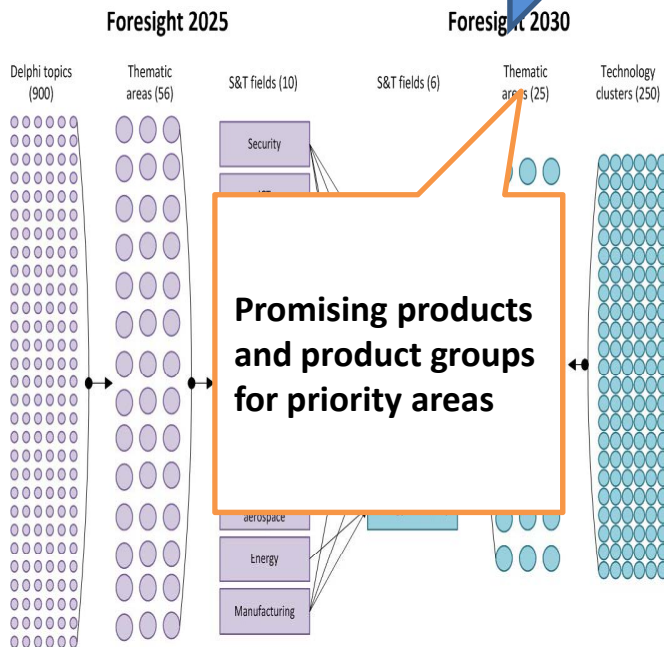 Foresight 2025
Foresight 2030
Delphi topics
(900)
Thematic
areas (56)
S&T fields (10)
S&T fields (6)
Thematic
areas (25)
Technology
clusters (250)
Security
Promising products
and product groups
for priority areas
aerospace
Energy
Manufacturing